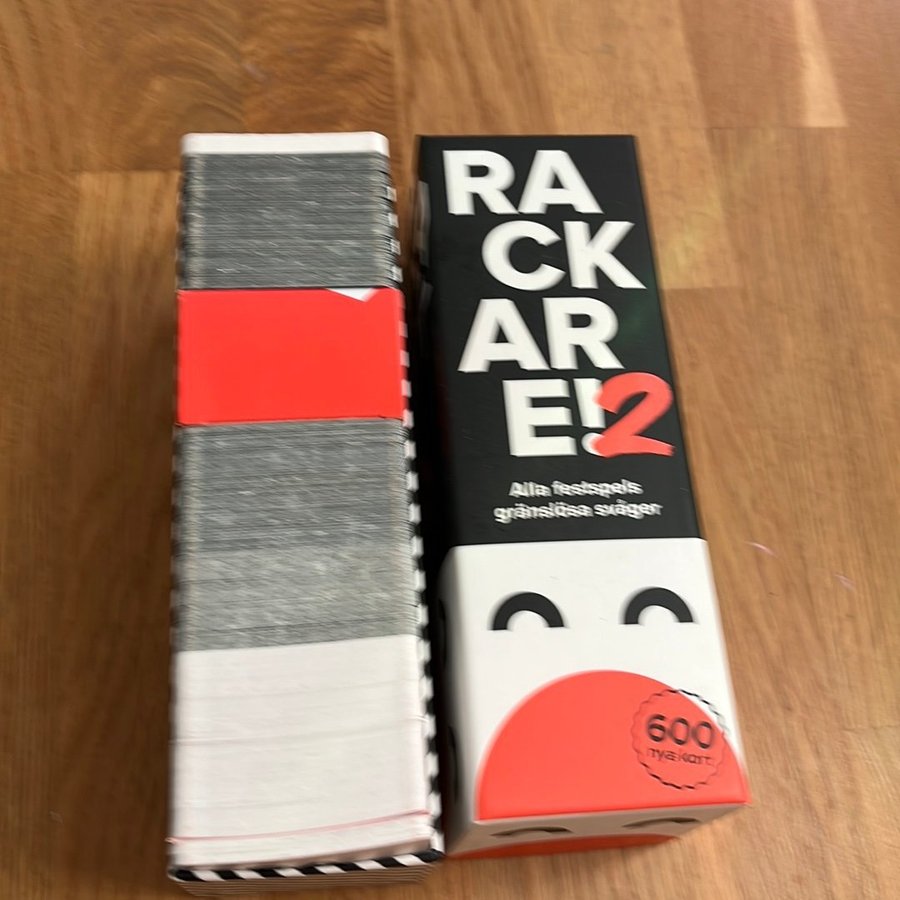 RA
CK
AR
E!2
Alla festspels
gränslösa svåger
600
nya kort